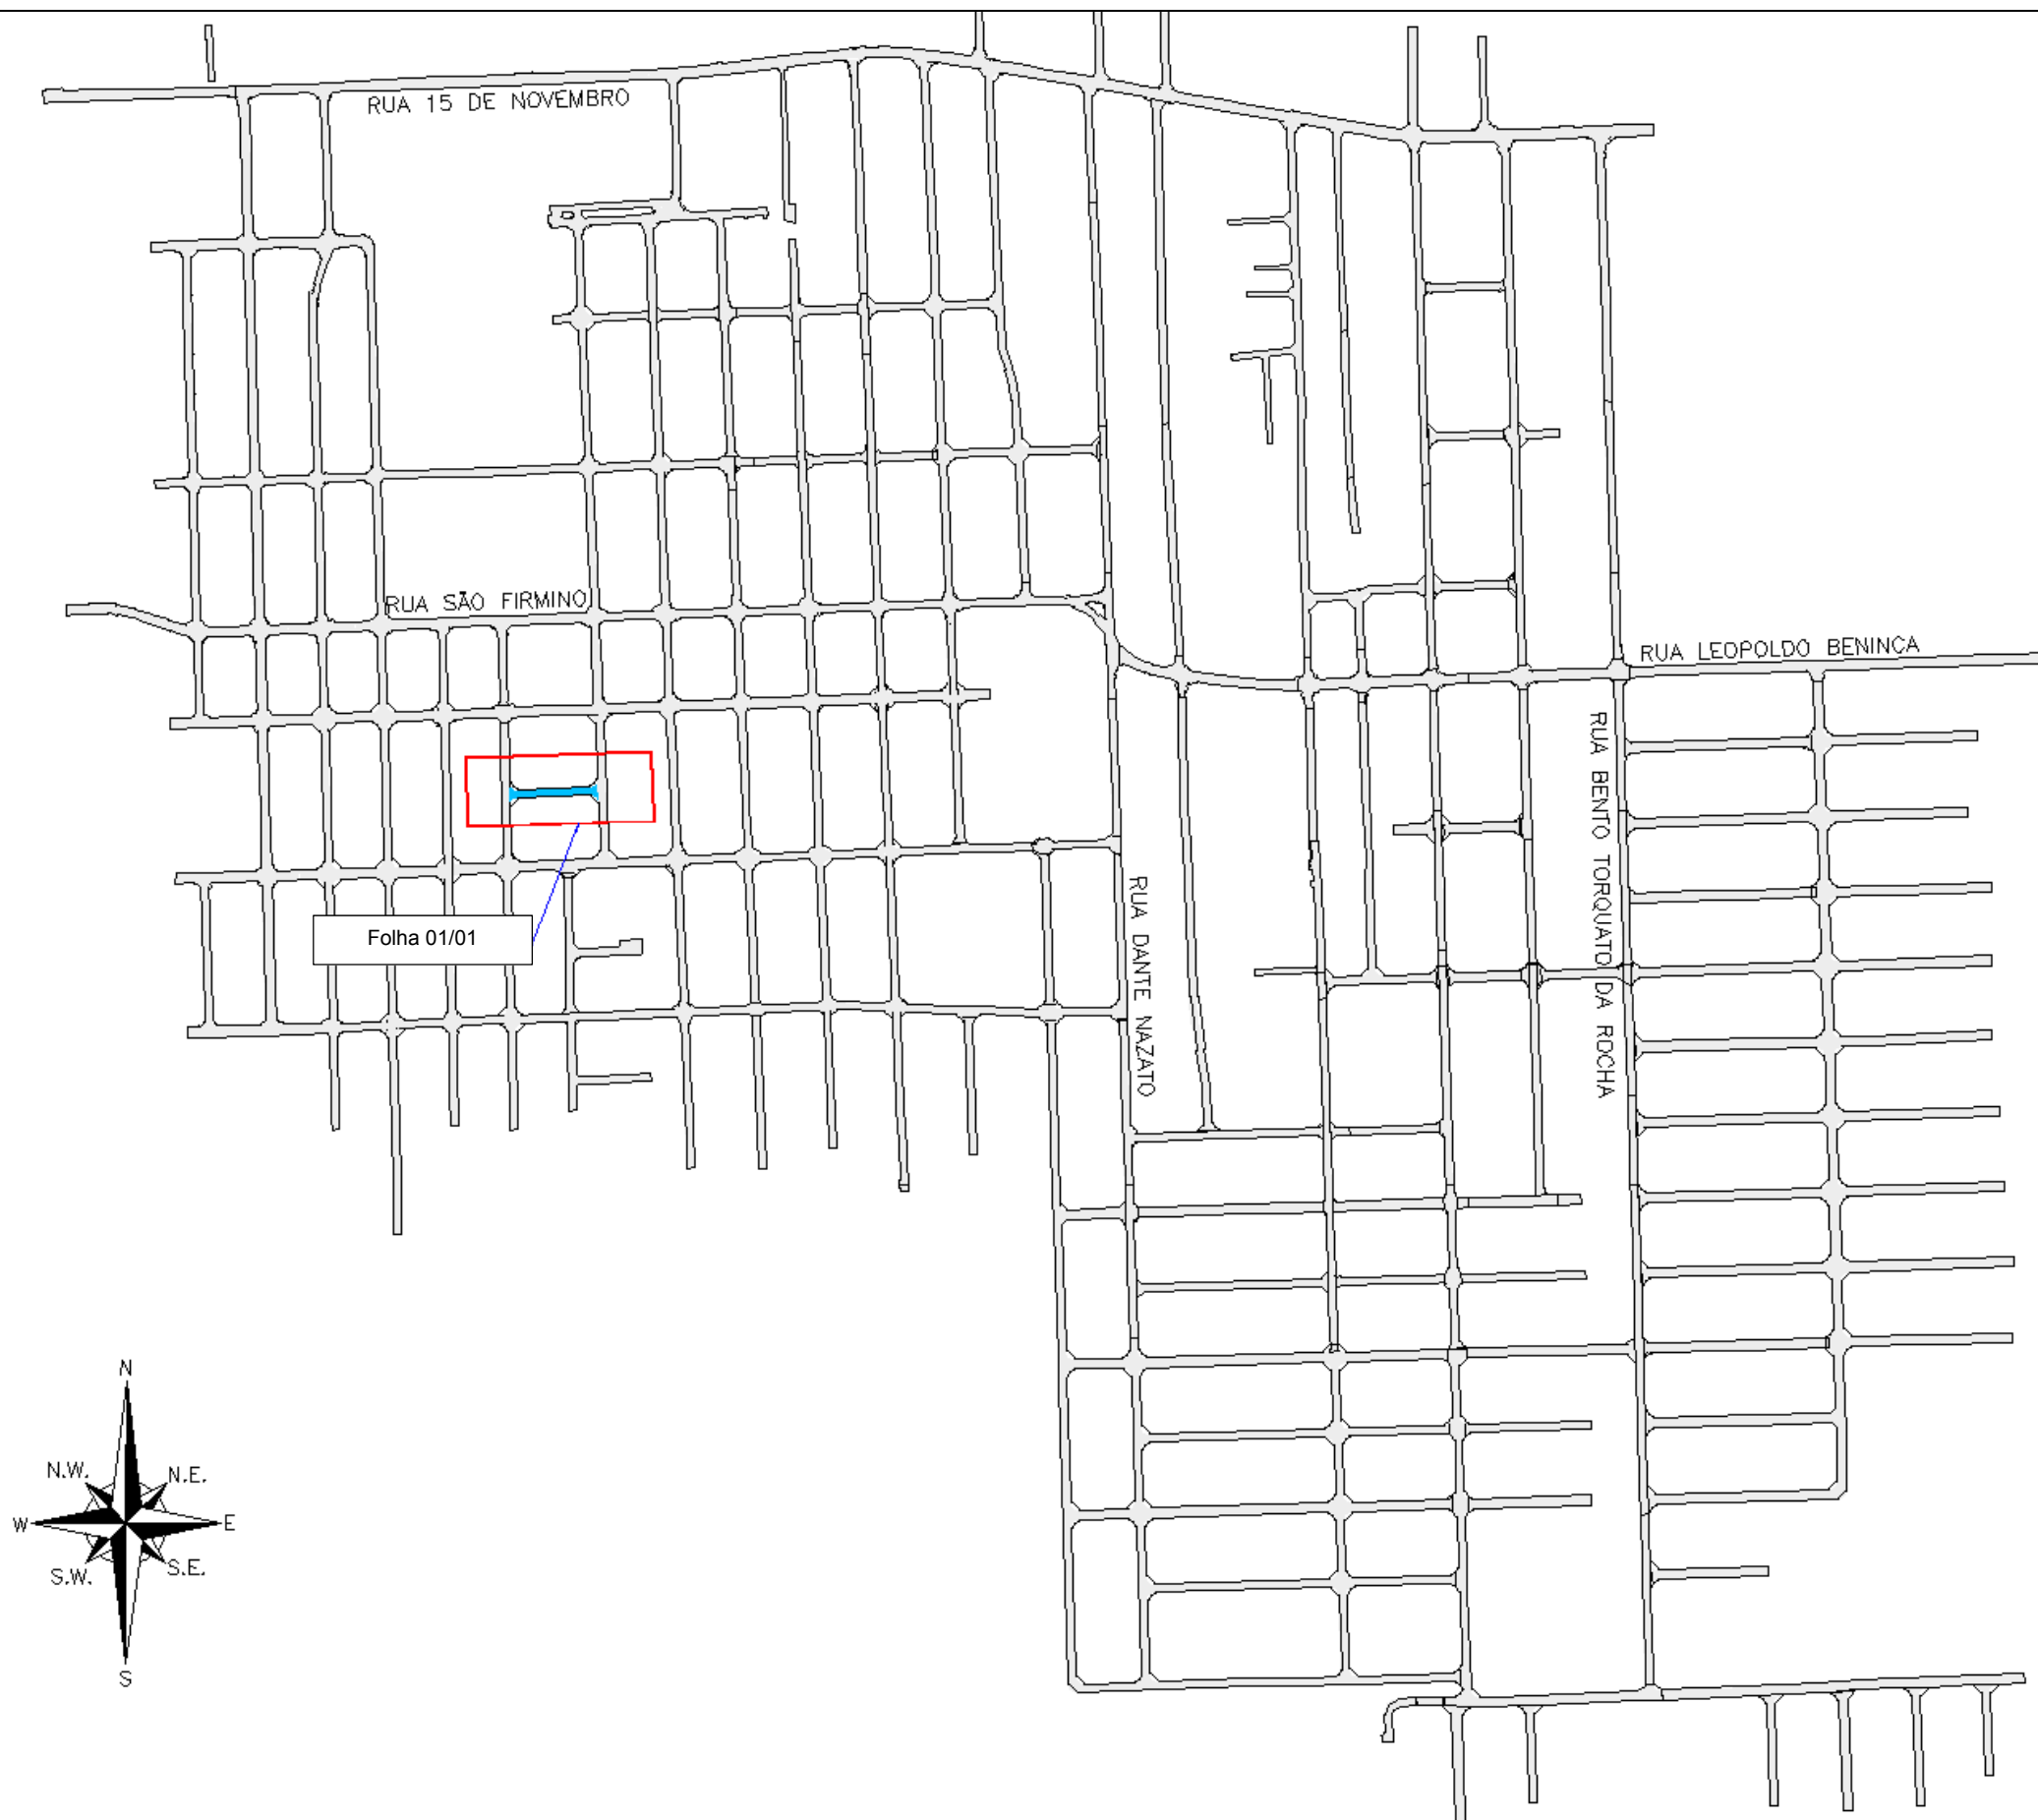 RUA 15 DE NOVEMBRO
RUA SÃO FIRMINO
RUA LEOPOLDO BENINCA
RUA BENTO TORQUATO DA ROCHA
RUA DANTE NAZATO
Folha 01/01
N
N.W.
N.E.
W
E
S.W.
S.E.
S